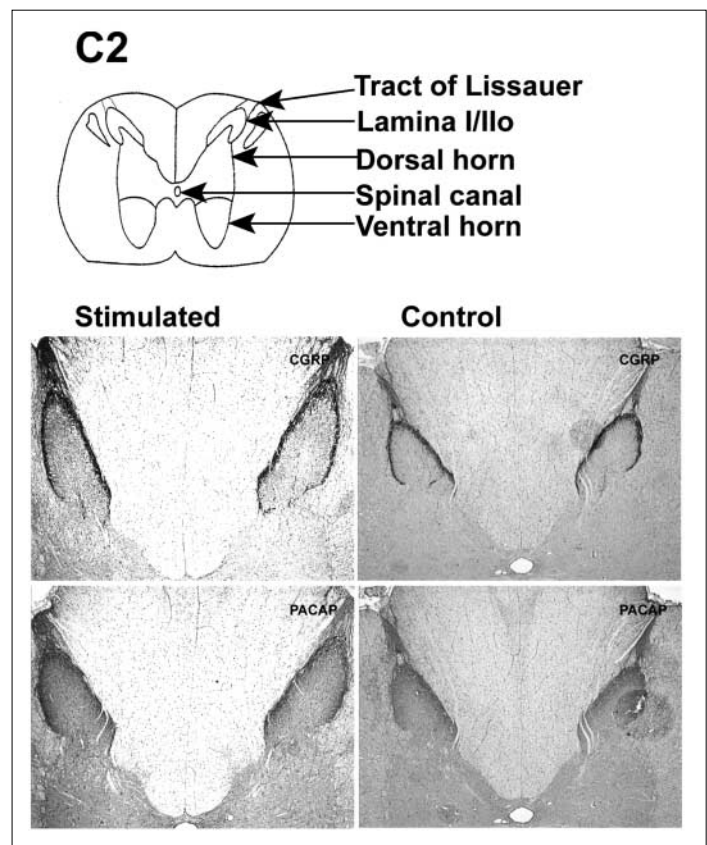 C2
Tract of Lissauer
Lamina I/IIo
Dorsal horn
Spinal canal
Ventral horn
Stimulated Control
CGRP CGRP
PACAP PACAP